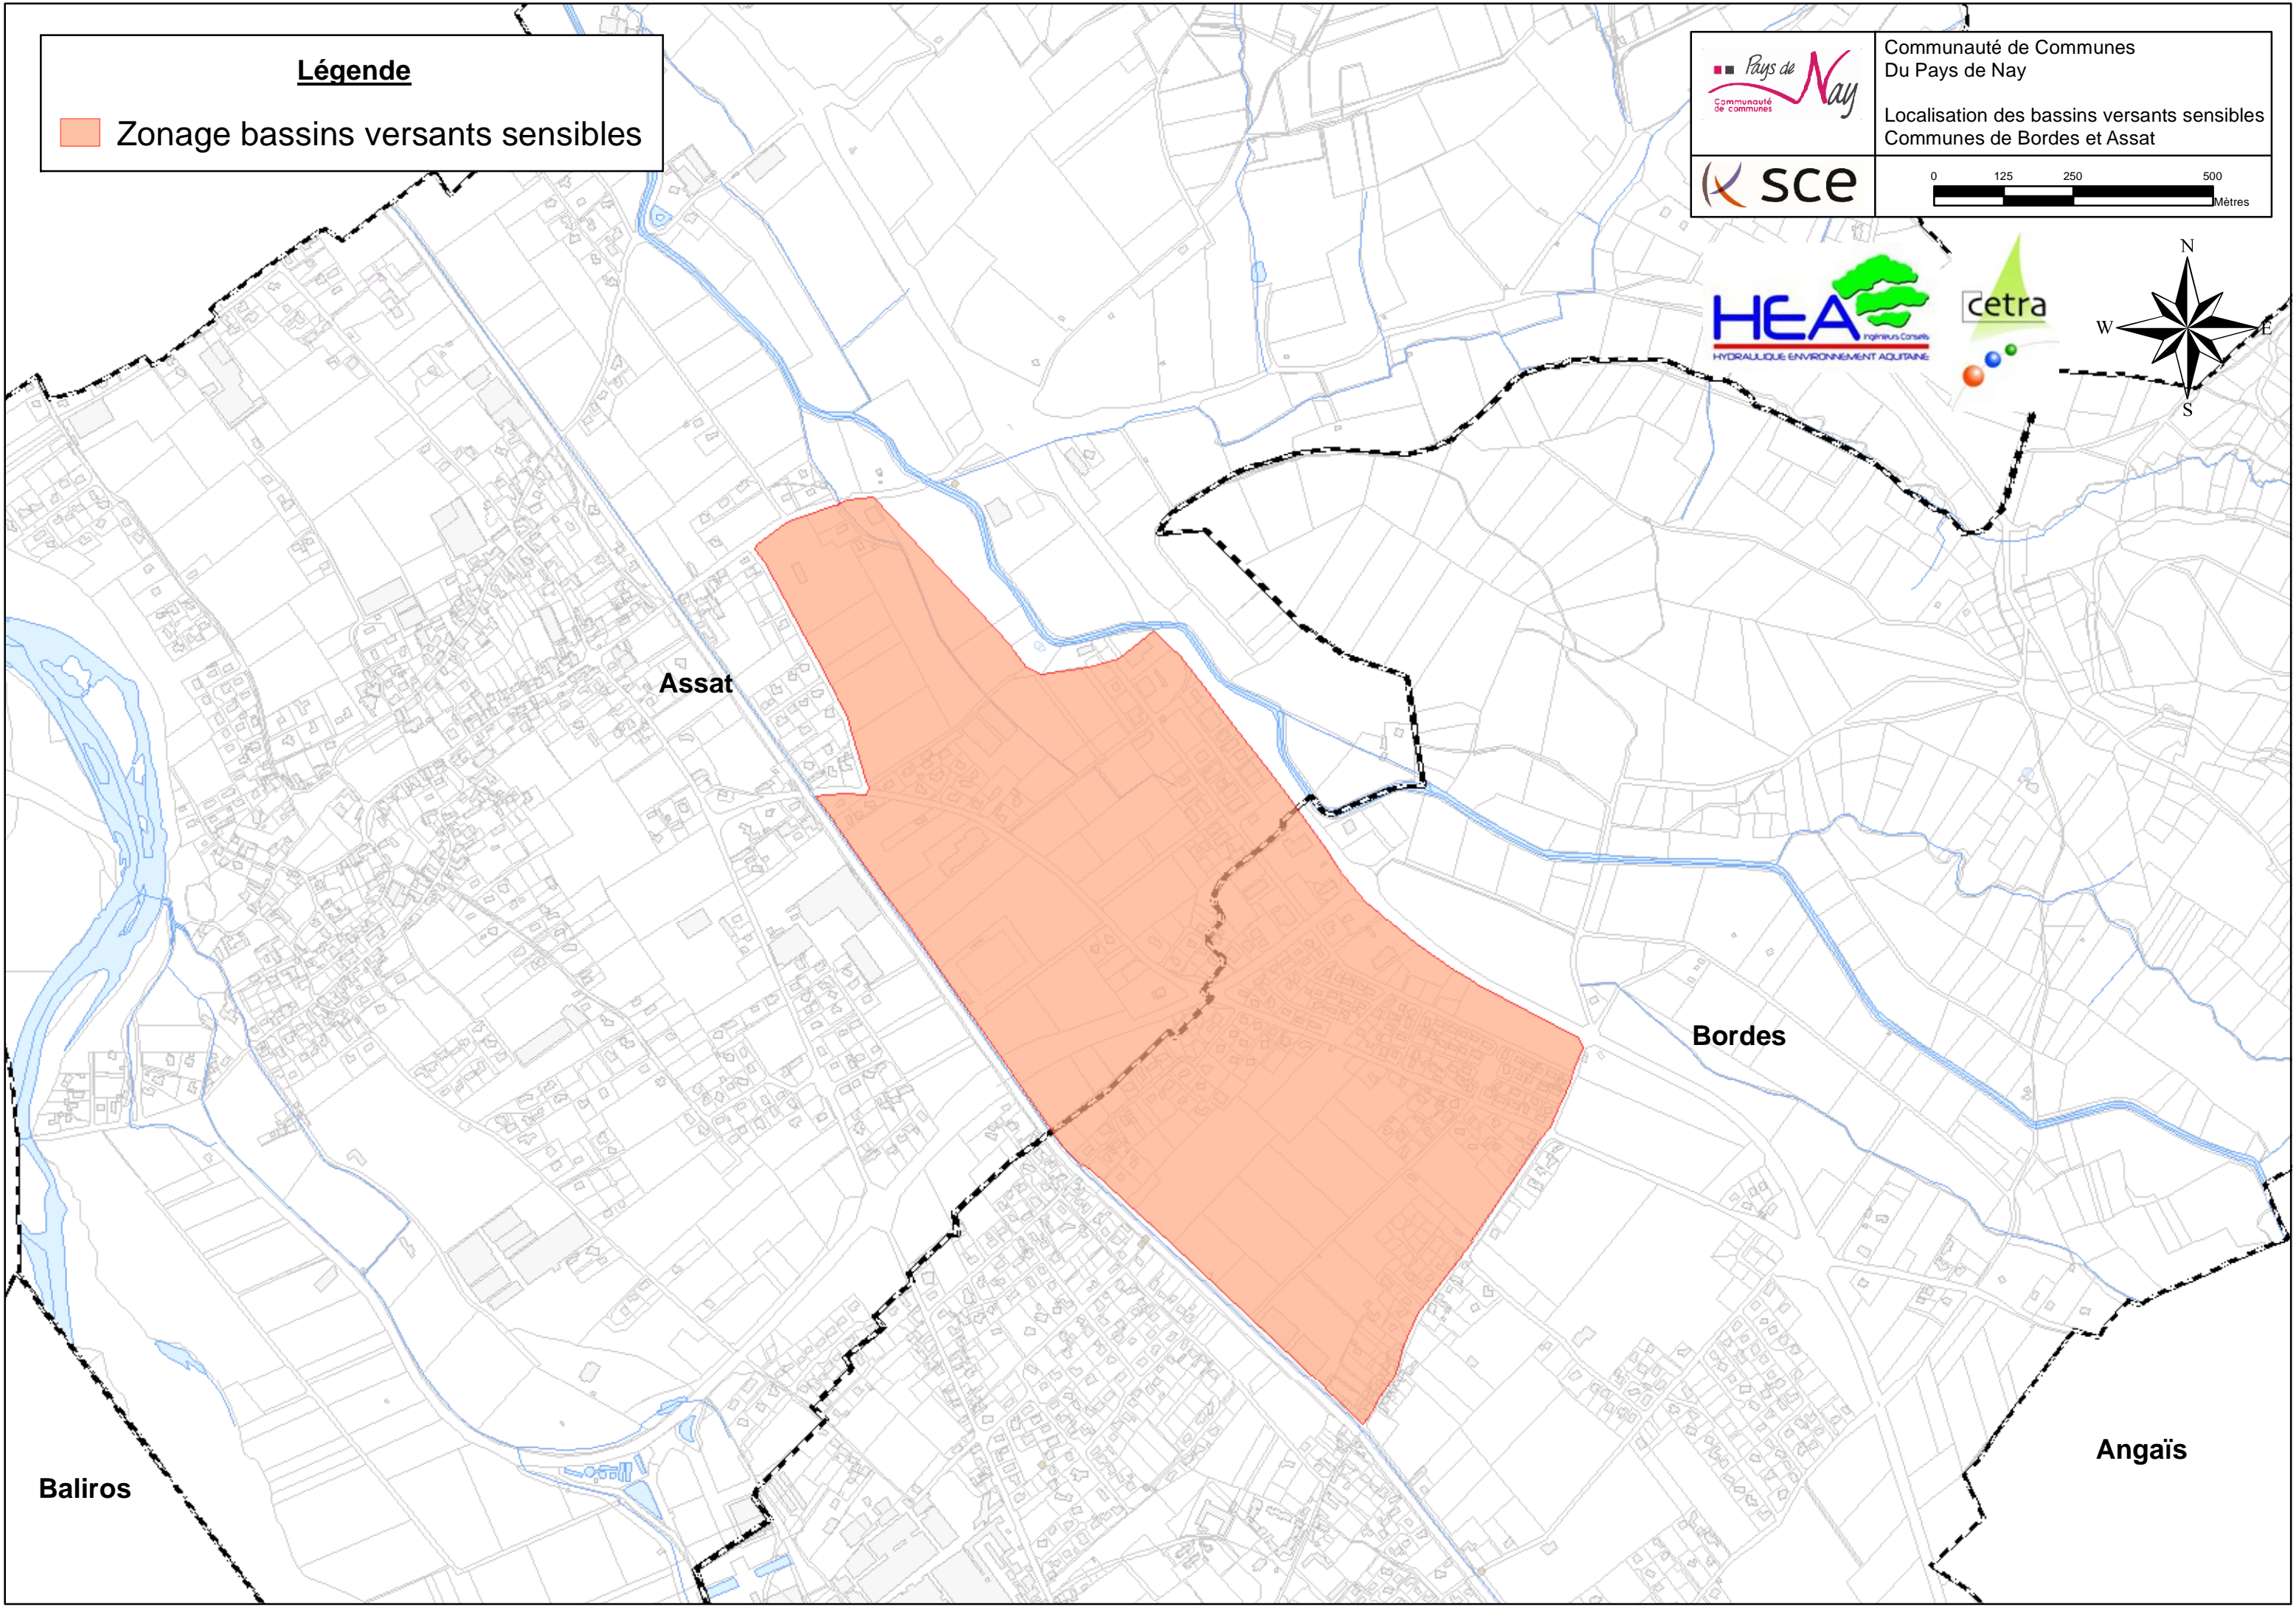 Légende
Zonage bassins versants sensibles
Pays de Nay
Communauté
de communes
Communauté de Communes
Du Pays de Nay
Localisation des bassins versants sensibles
Communes de Bordes et Assat
sce
0 125 250 500
Mètres
HEA
Ingénieurs Conseils
HYDRAULIQUE ENVIRONNEMENT AQUITAINE
cetra
N
W E
S
Assat
Bordes
Angaïs
Baliros